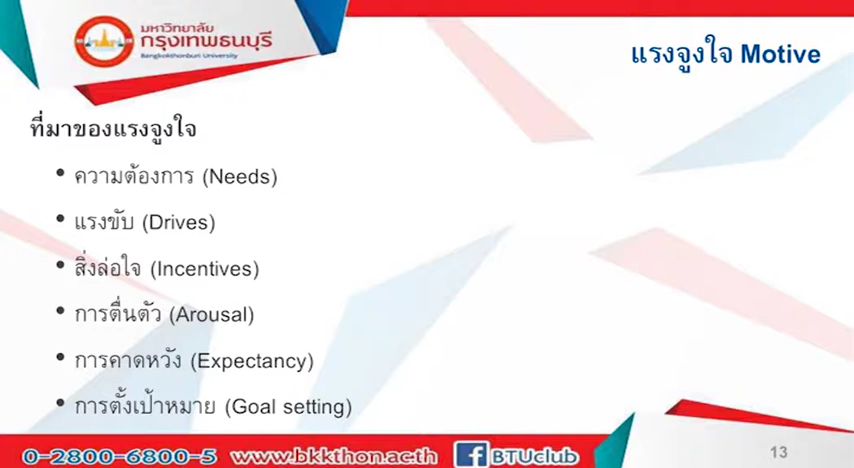 มหาวิทยาลัย
กรุงเทพธนบุรี
Bangkokthonburi University
แรงจูงใจ Motive
ที่มาของแรงจูงใจ
• ความต้องการ (Needs)
• แรงขับ (Drives)
• สิ่งล่อใจ (Incentives)
• การตื่นตัว (Arousal)
• การคาดหวัง (Expectancy)
• การตั้งเป้าหมาย (Goal setting)
0-2800-6800-5 www.bkkthon.ac.th f BTUclub
13